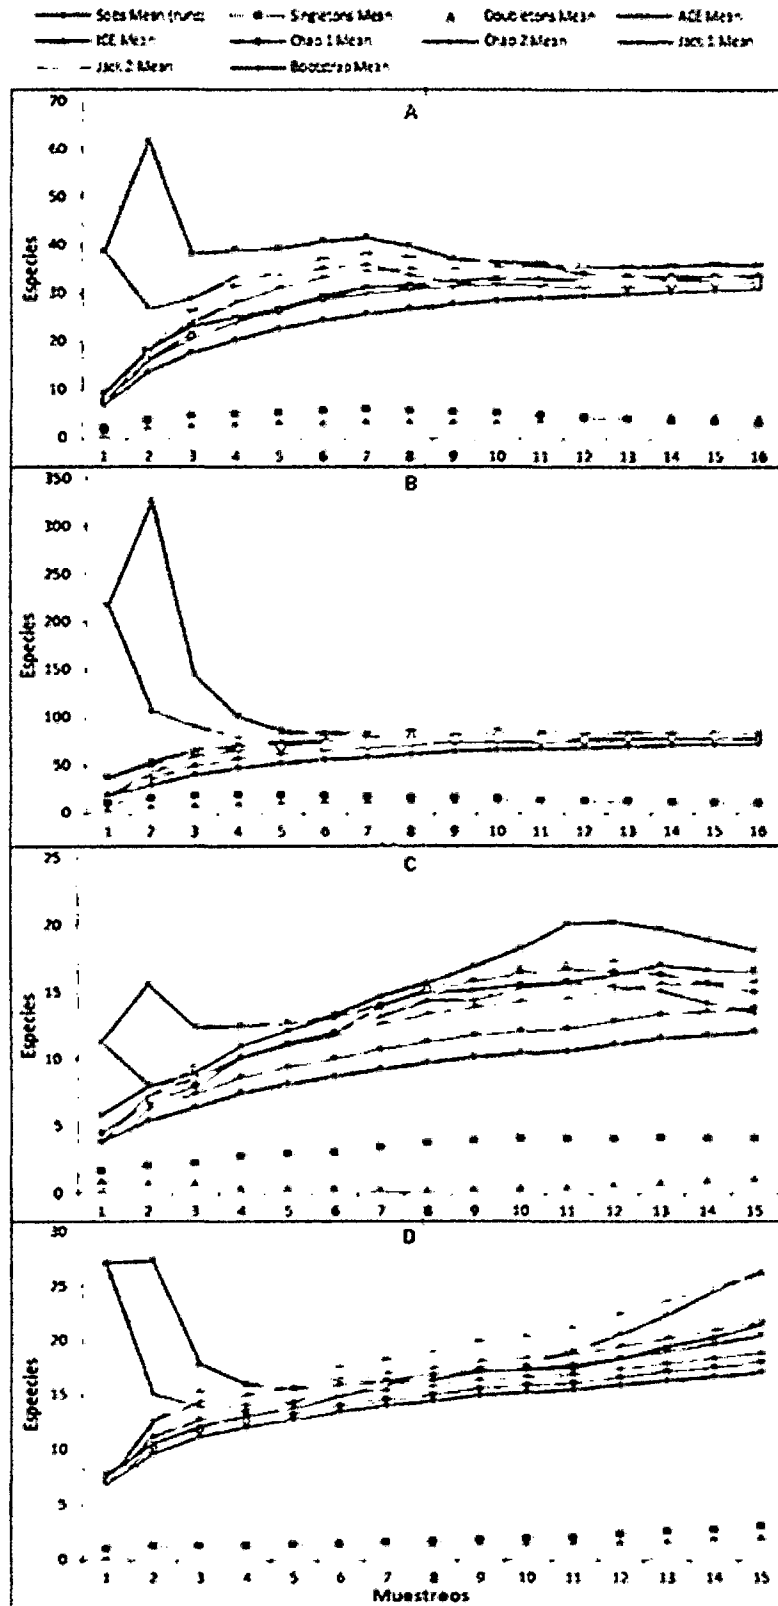 Sobs Mean (runs) Singletons Mean Doubletons Mean ACE Mean
ICE Mean Chao 1 Mean Chao 2 Mean Jack 1 Mean
Jack 2 Mean Bootstrap Mean
A
70
60
50
40
30
20
10
0
Especies
1 2 3 4 5 6 7 8 9 10 11 12 13 14 15 16
B
350
300
250
200
150
100
50
0
Especies
1 2 3 4 5 6 7 8 9 10 11 12 13 14 15 16
C
25
20
15
10
5
0
Especies
1 2 3 4 5 6 7 8 9 10 11 12 13 14 15
D
30
25
20
15
10
5
0
Espeecies
1 2 3 4 5 6 7 8 9 10 11 12 13 14 15
Muestreos